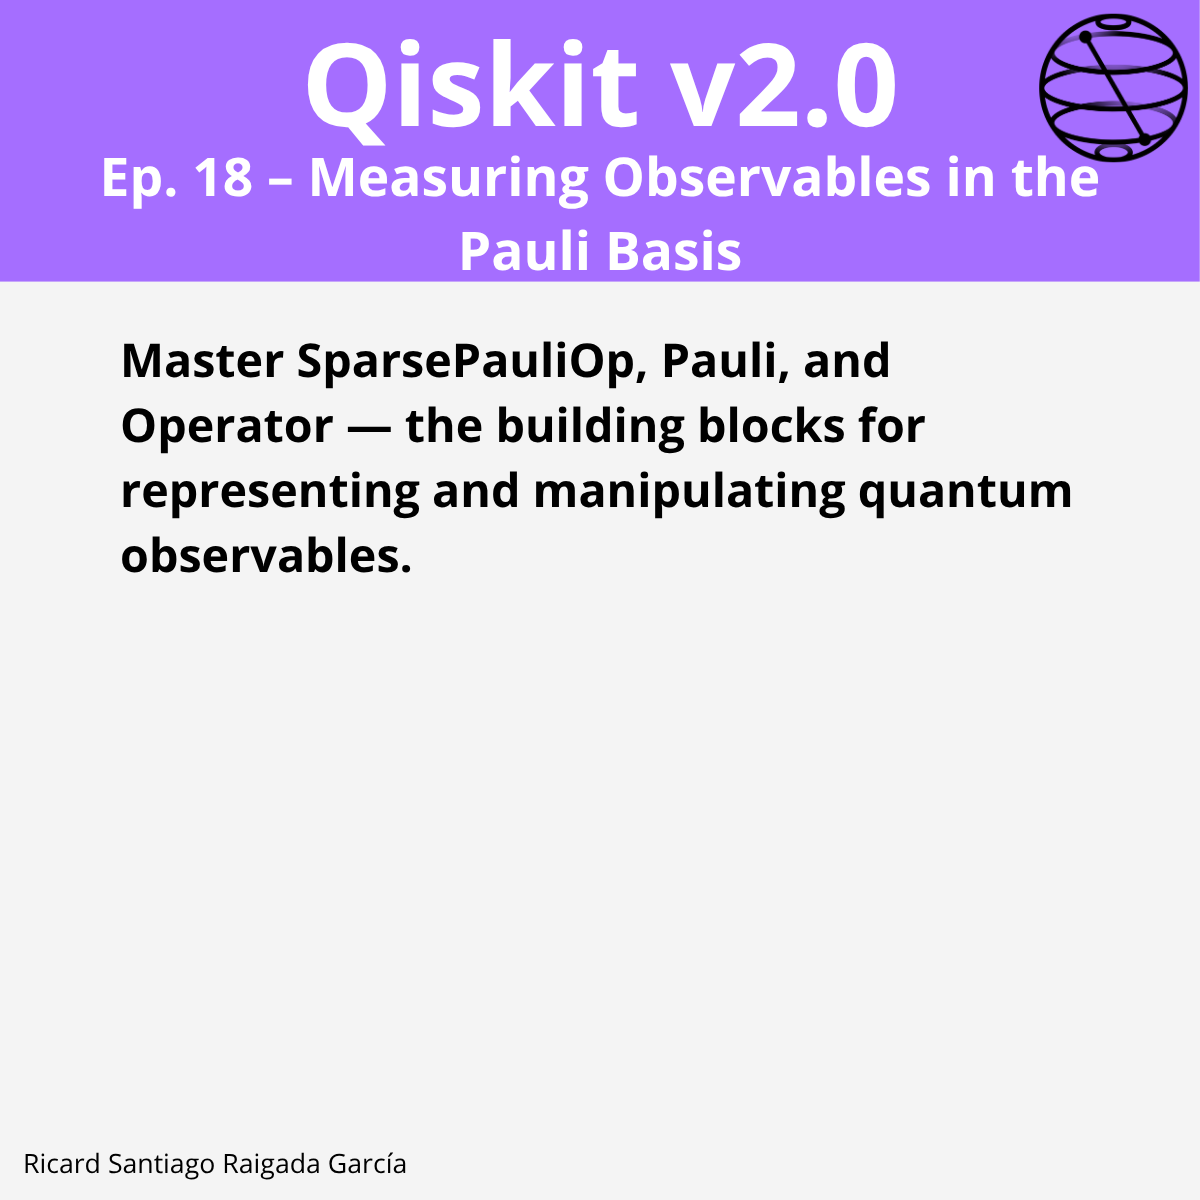 Qiskit v2.0
Ep. 18 – Measuring Observables in the
Pauli Basis
Master SparsePauliOp, Pauli, and
Operator — the building blocks for
representing and manipulating quantum
observables.
Ricard Santiago Raigada García